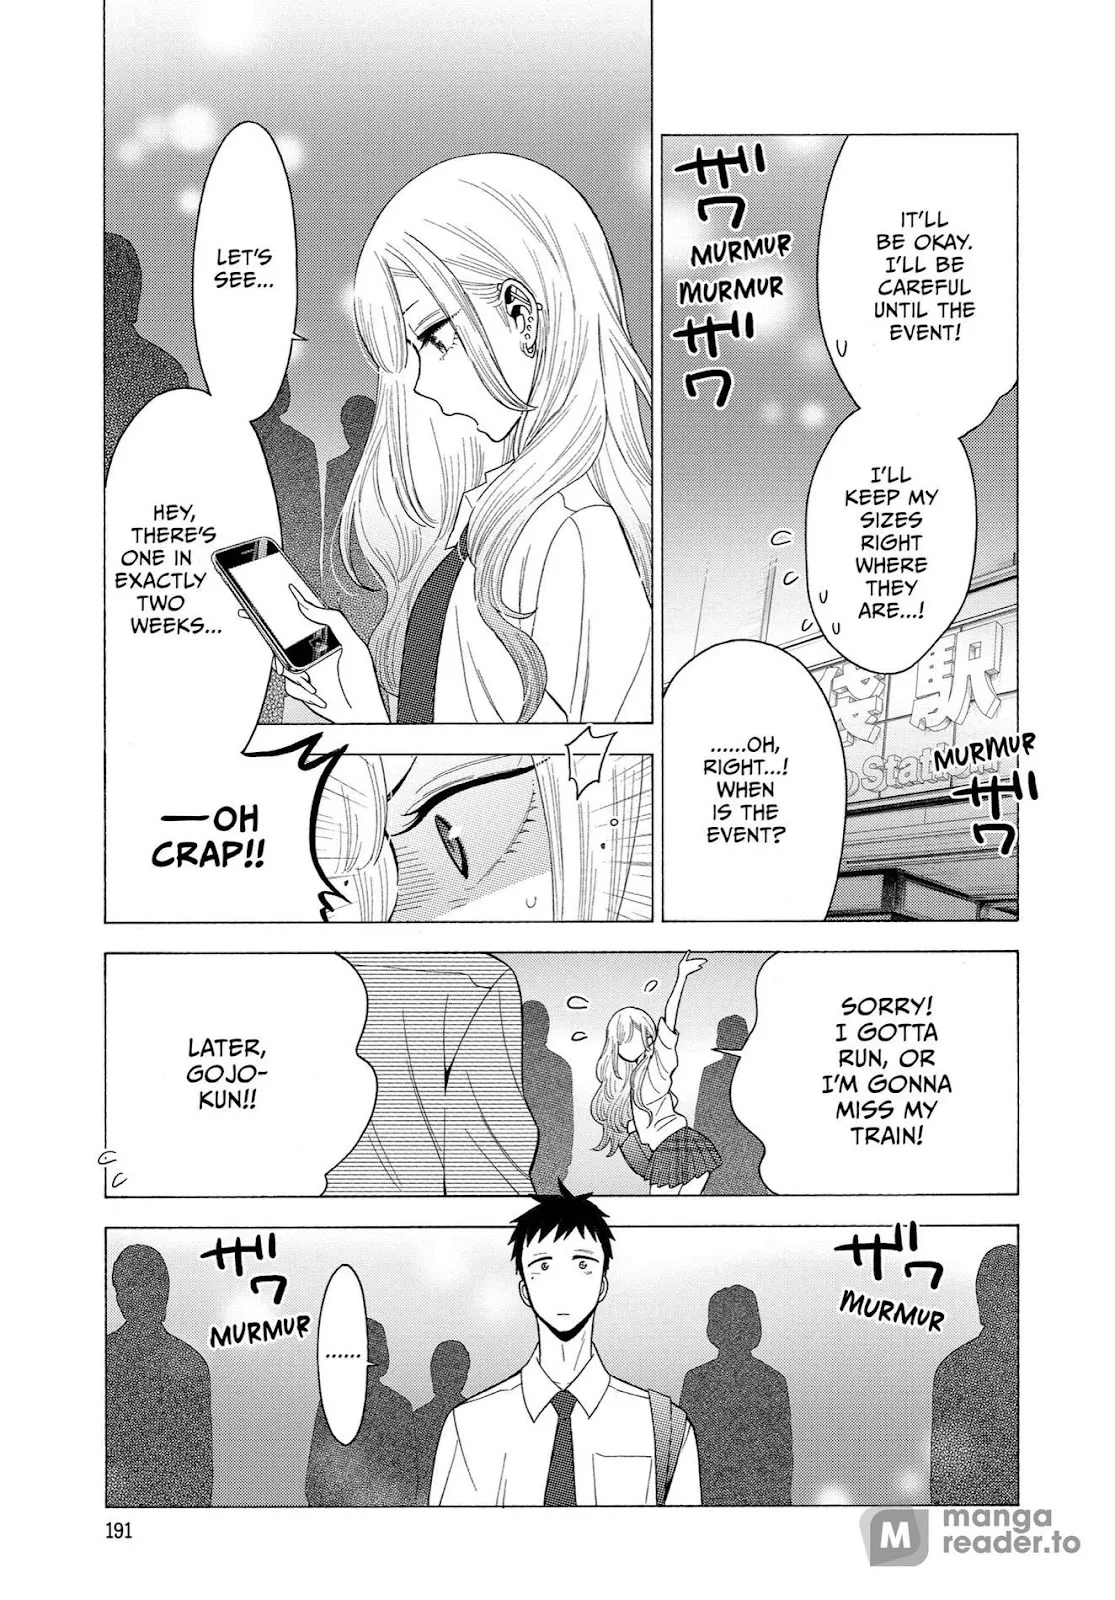 IT'LL
BE OKAY.
I'LL BE
CAREFUL
UNTIL THE
EVENT!
ザワ
MURMUR
MURMUR
ザワ
I'LL
KEEP MY
SIZES
RIGHT
WHERE
THEY
ARE...!
袋駅
o Station
MURMUR
ザワ
......OH,
RIGHT...!
WHEN
IS THE
EVENT?
LET'S
SEE...
HEY,
THERE'S
ONE IN
EXACTLY
TWO
WEEKS...
—OH
CRAP!!
SORRY!
I GOTTA
RUN, OR
I'M GONNA
MISS MY
TRAIN!
LATER,
GOJO-
KUN!!
ザワ
MURMUR
......
ザワ
MURMUR
191
M
manga
reader.to